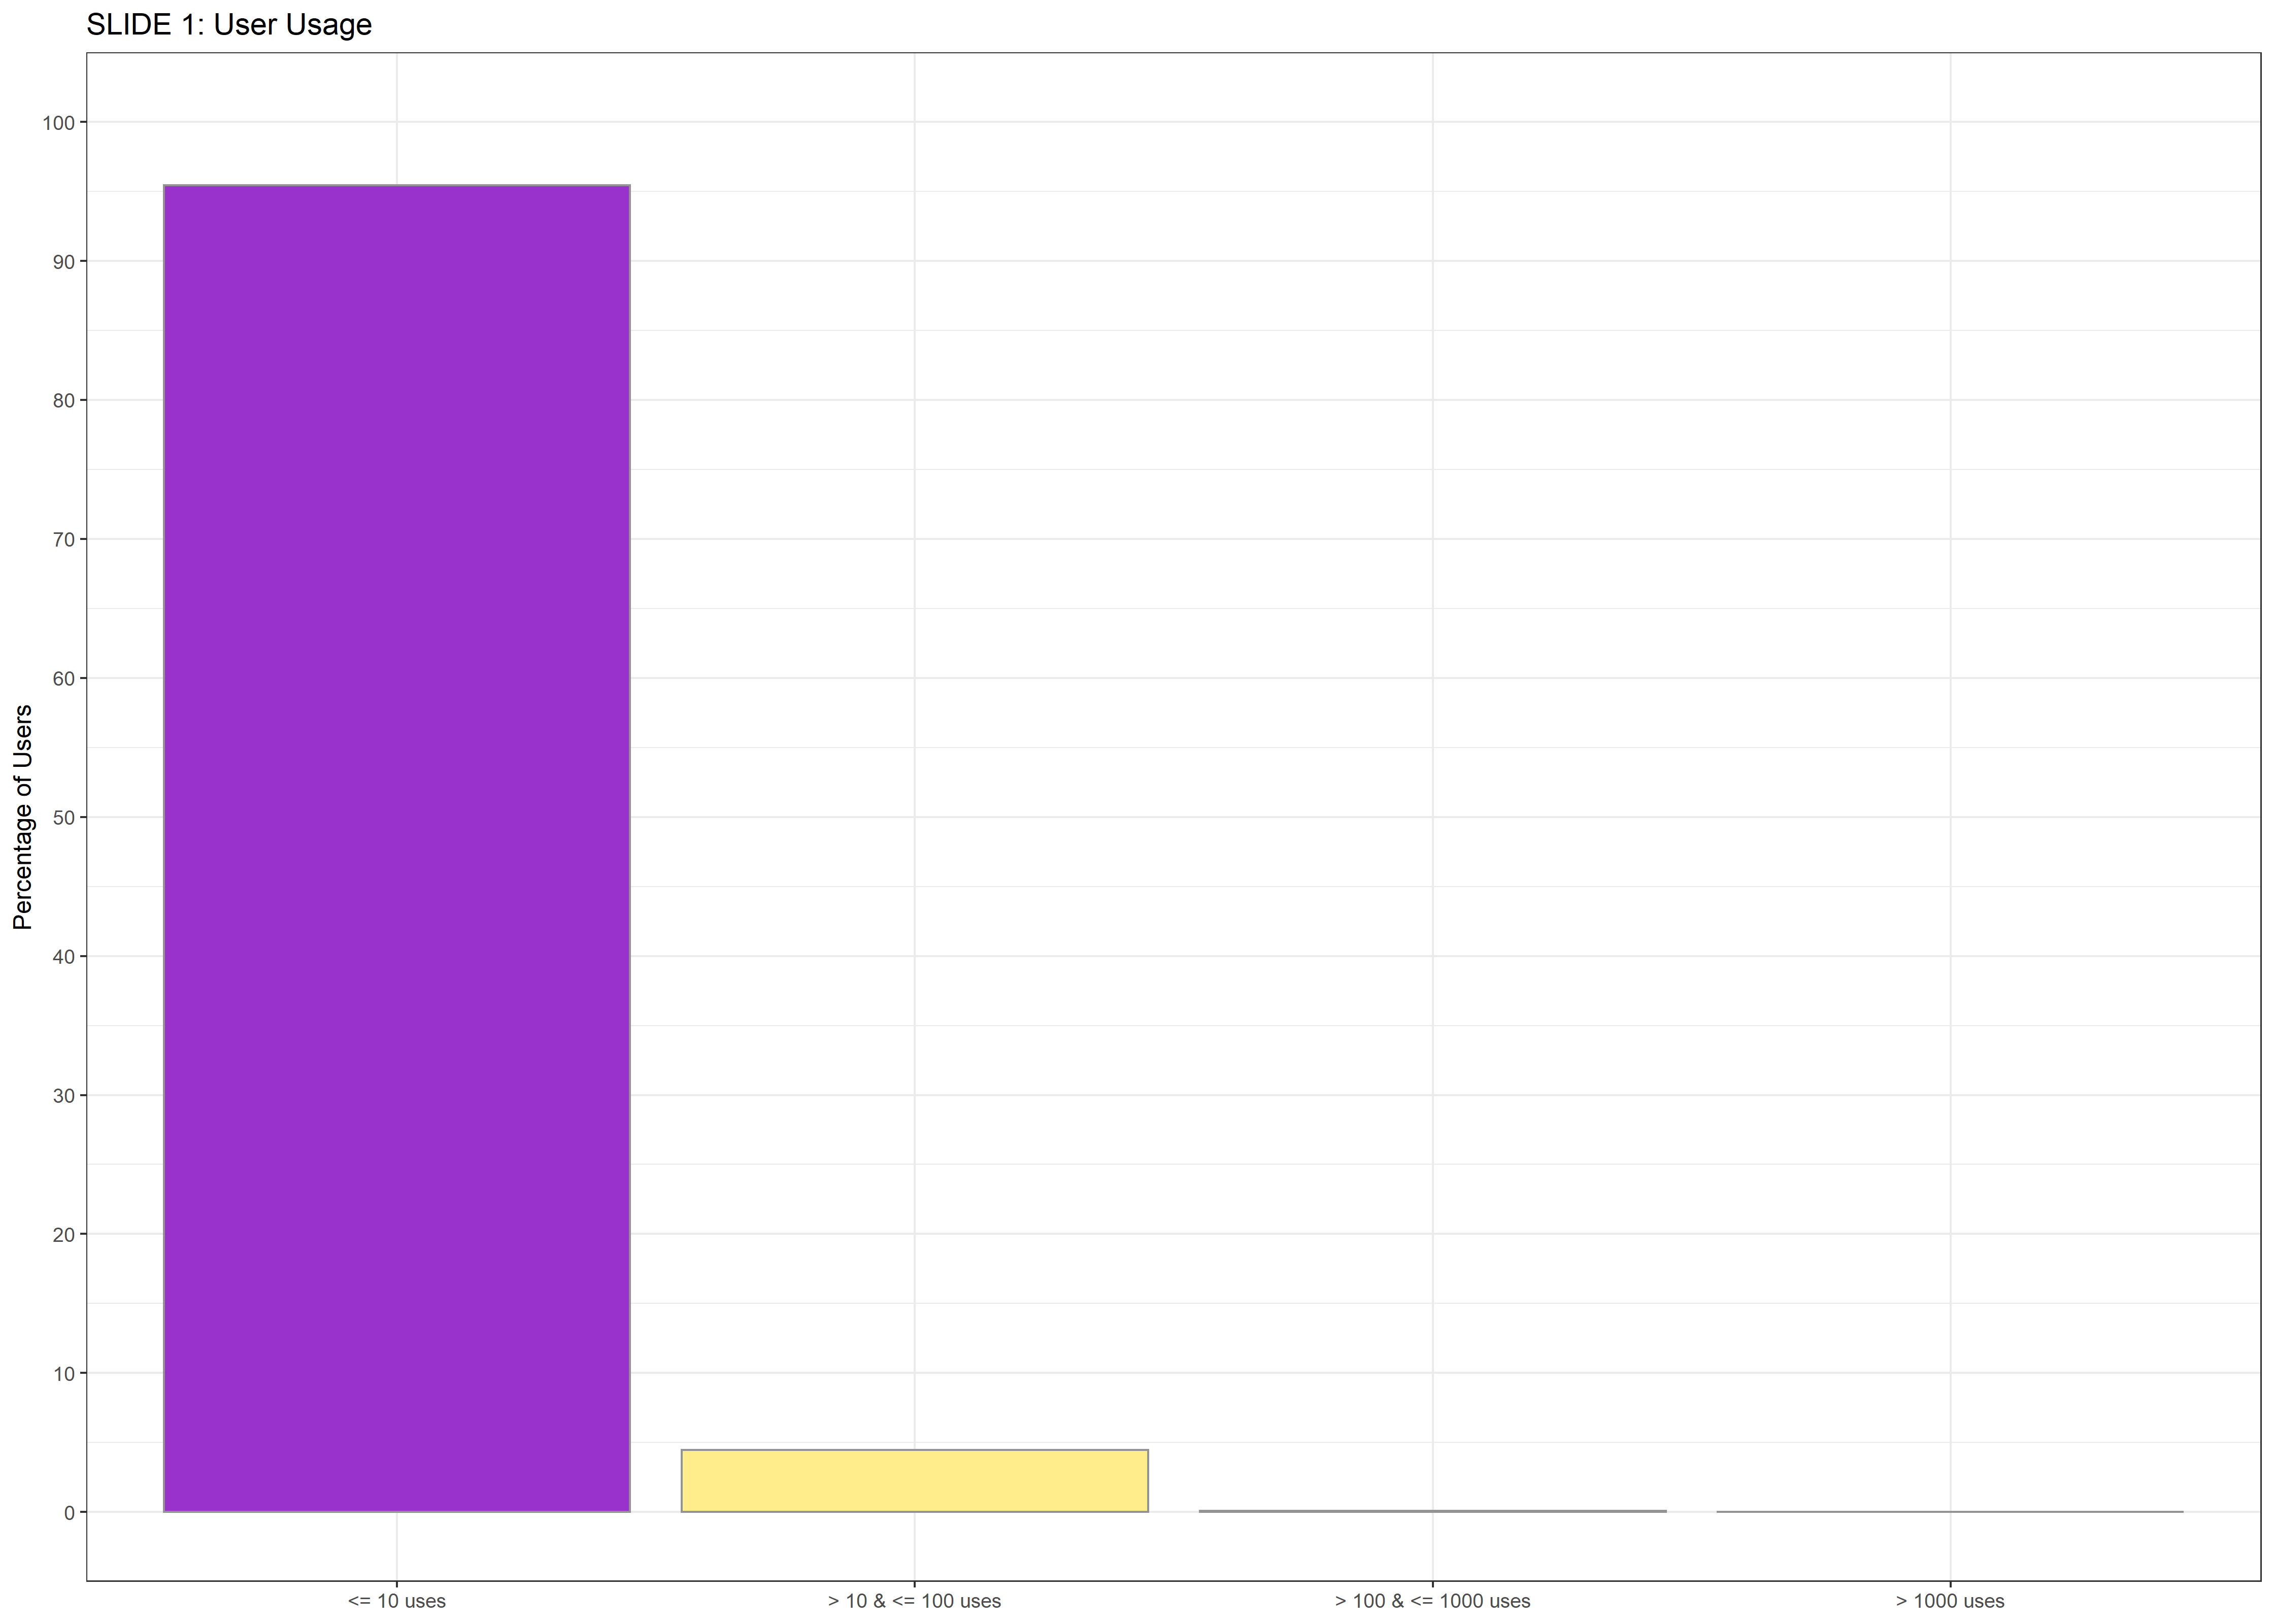 SLIDE 1: User Usage
Percentage of Users
100
90
80
70
60
50
40
30
20
10
0
<= 10 uses
> 10 & <= 100 uses
> 100 & <= 1000 uses
> 1000 uses